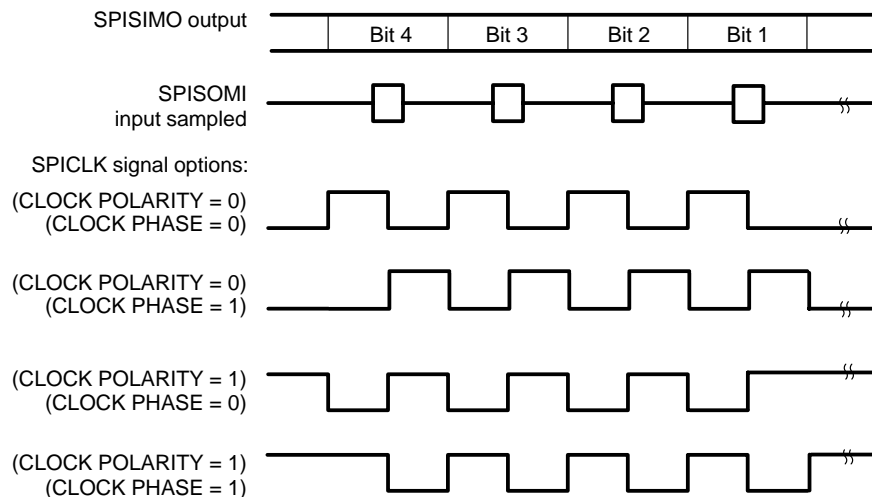 SPISIMO output
Bit 4 Bit 3 Bit 2 Bit 1
SPISOMI
input sampled
SPICLK signal options:
(CLOCK POLARITY = 0)
(CLOCK PHASE = 0)
(CLOCK POLARITY = 0)
(CLOCK PHASE = 1)
(CLOCK POLARITY = 1)
(CLOCK PHASE = 0)
(CLOCK POLARITY = 1)
(CLOCK PHASE = 1)